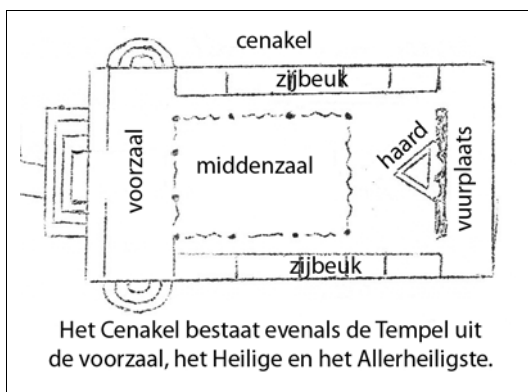 cenakel
zijbeuk
voorzaal
middenzaal
haard
vuurplaats
zijbeuk
Het Cenakel bestaat evenals de Tempel uit
de voorzaal, het Heilige en het Allerheiligste.